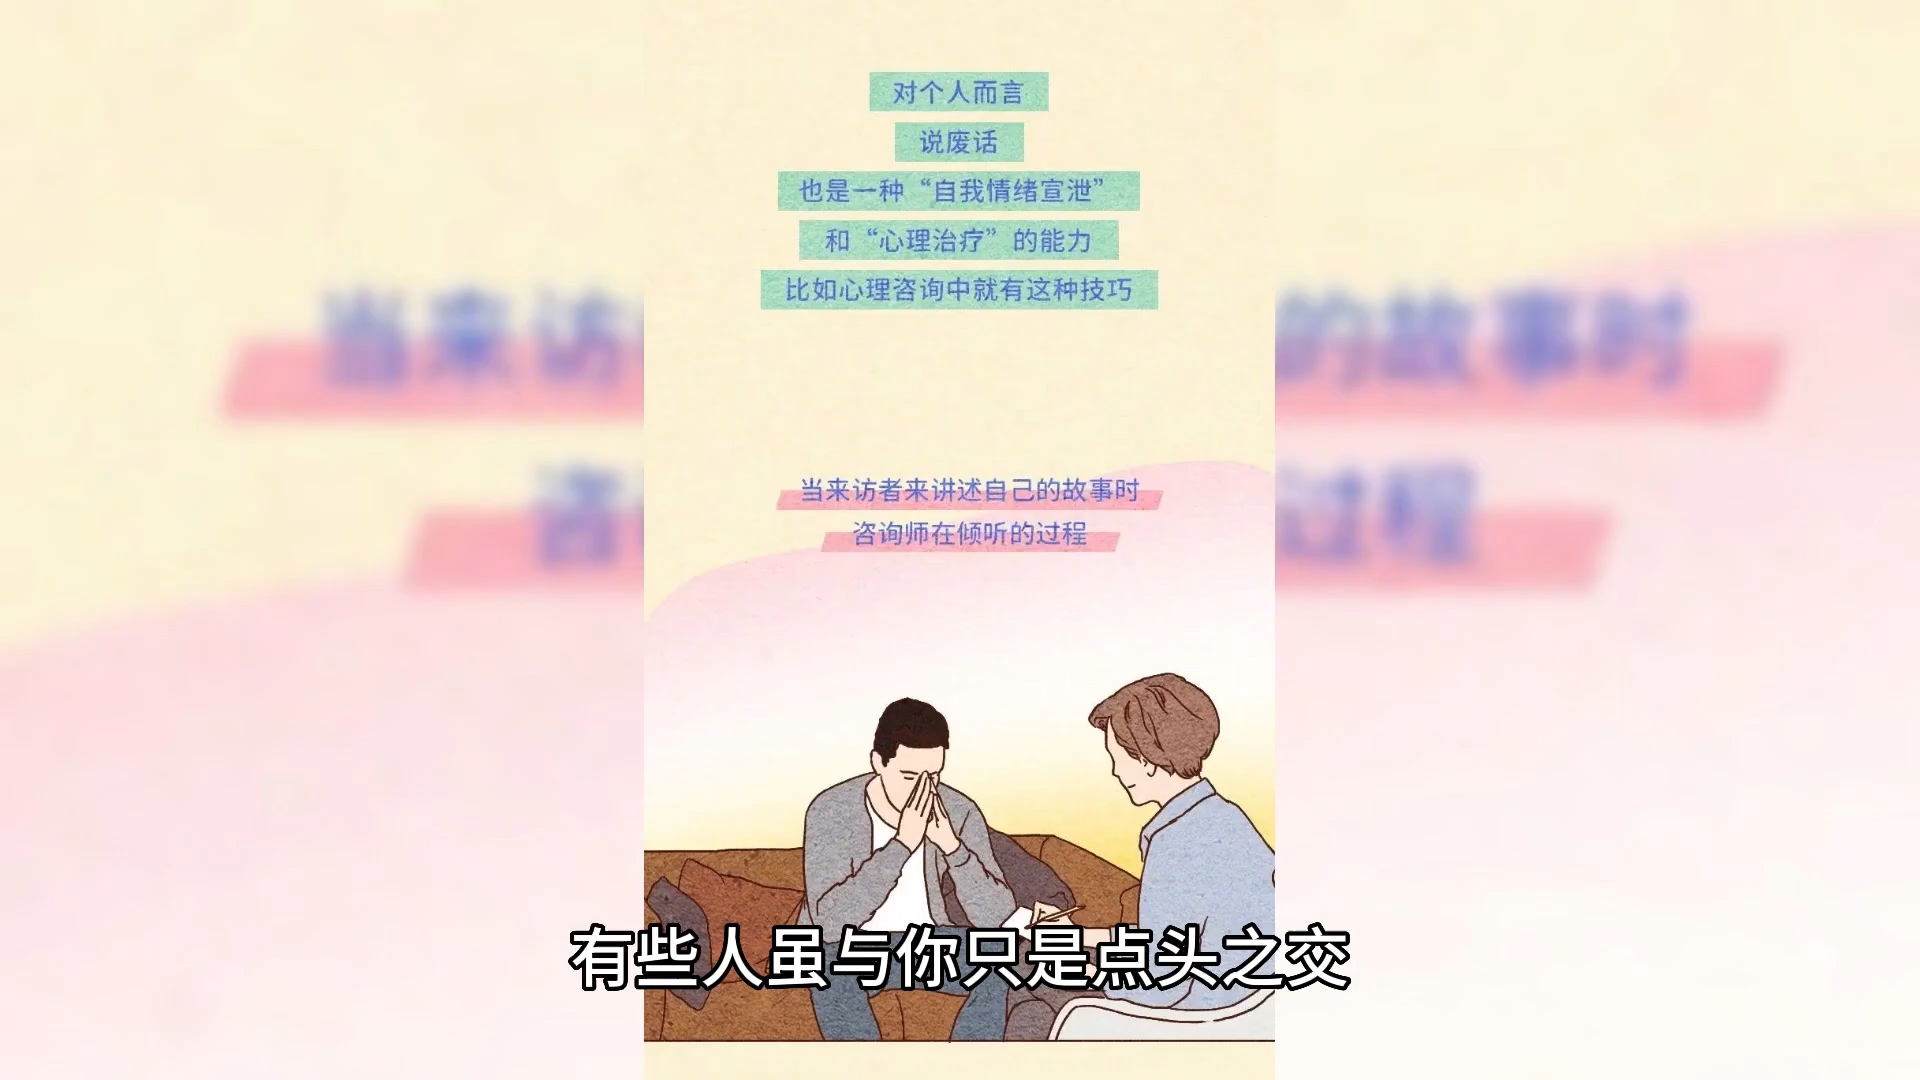 对个人而言
说废话
也是一种“自我情绪宣泄”
和“心理治疗”的能力
比如心理咨询中就有这种技巧
当来访者来讲述自己的故事时
咨询师在倾听的过程
有些人虽与你只是点头之交